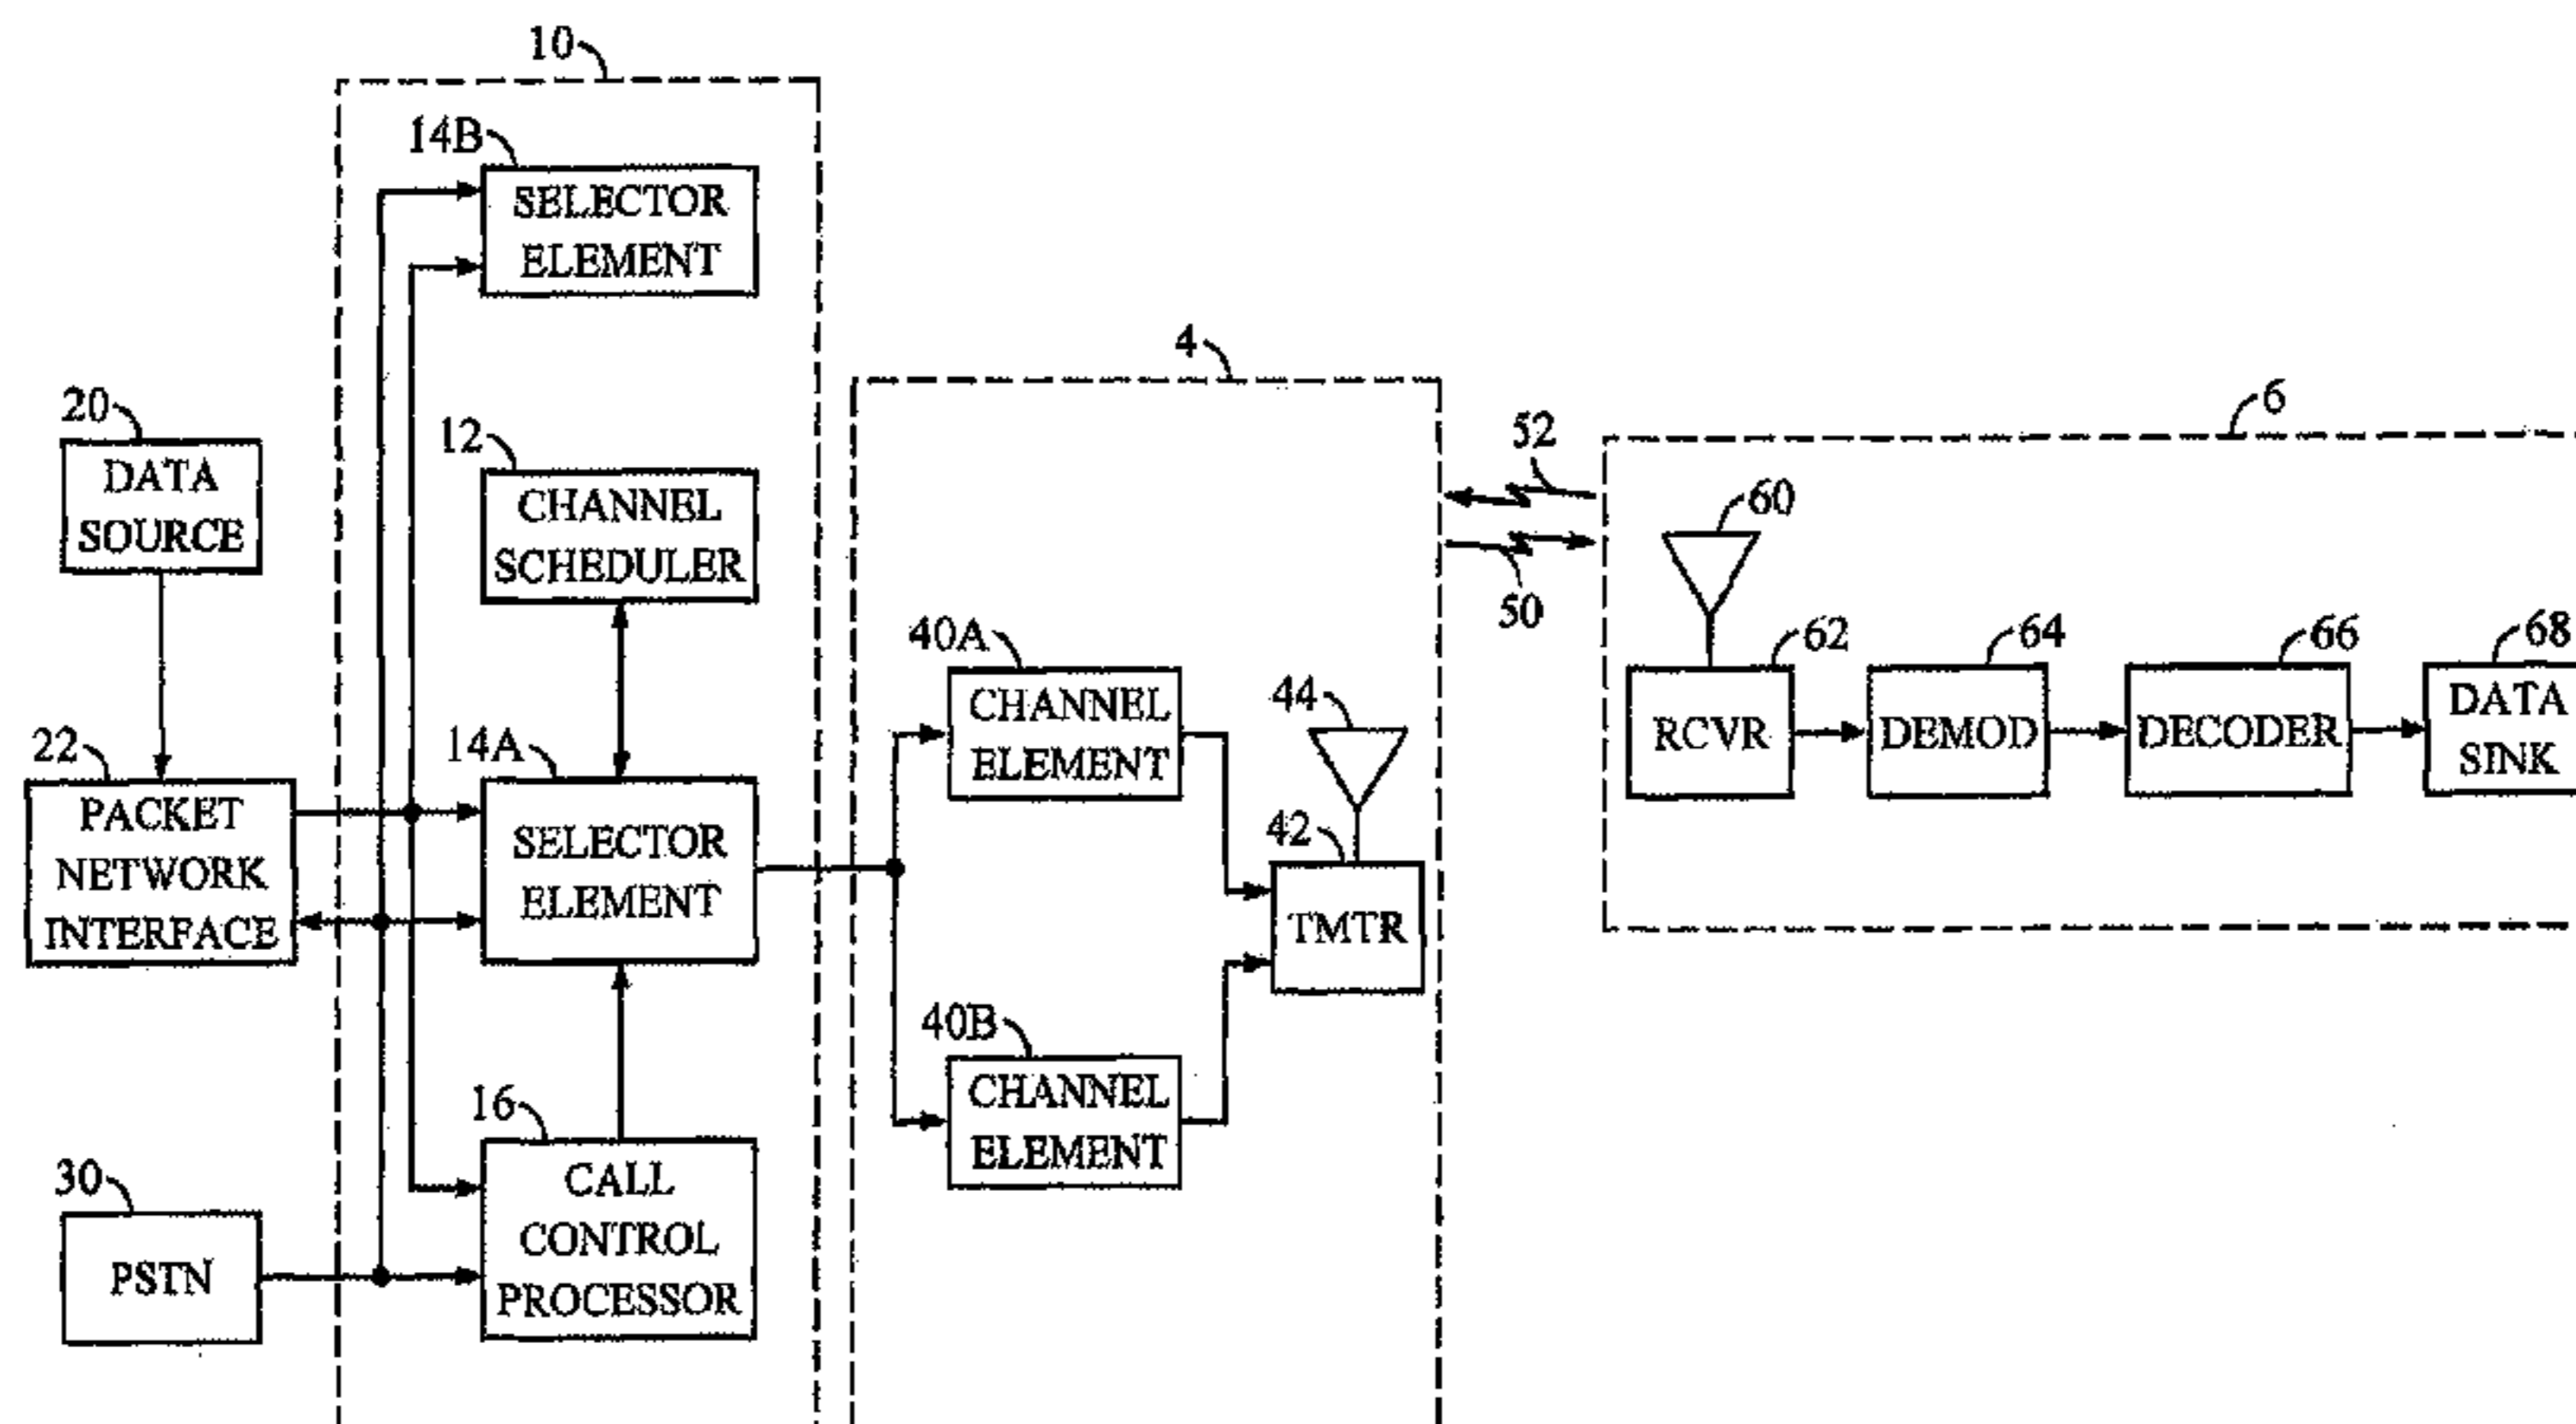 10
14B
SELECTOR
ELEMENT
4
20
DATA
SOURCE
12
CHANNEL
SCHEDULER
52
50
6
60
22
PACKET
NETWORK
INTERFACE
14A
SELECTOR
ELEMENT
40A
CHANNEL
ELEMENT
44
42
TMTR
62
RCVR
64
DEMOD
66
DECODER
68
DATA
SINK
40B
CHANNEL
ELEMENT
30
PSTN
16
CALL
CONTROL
PROCESSOR